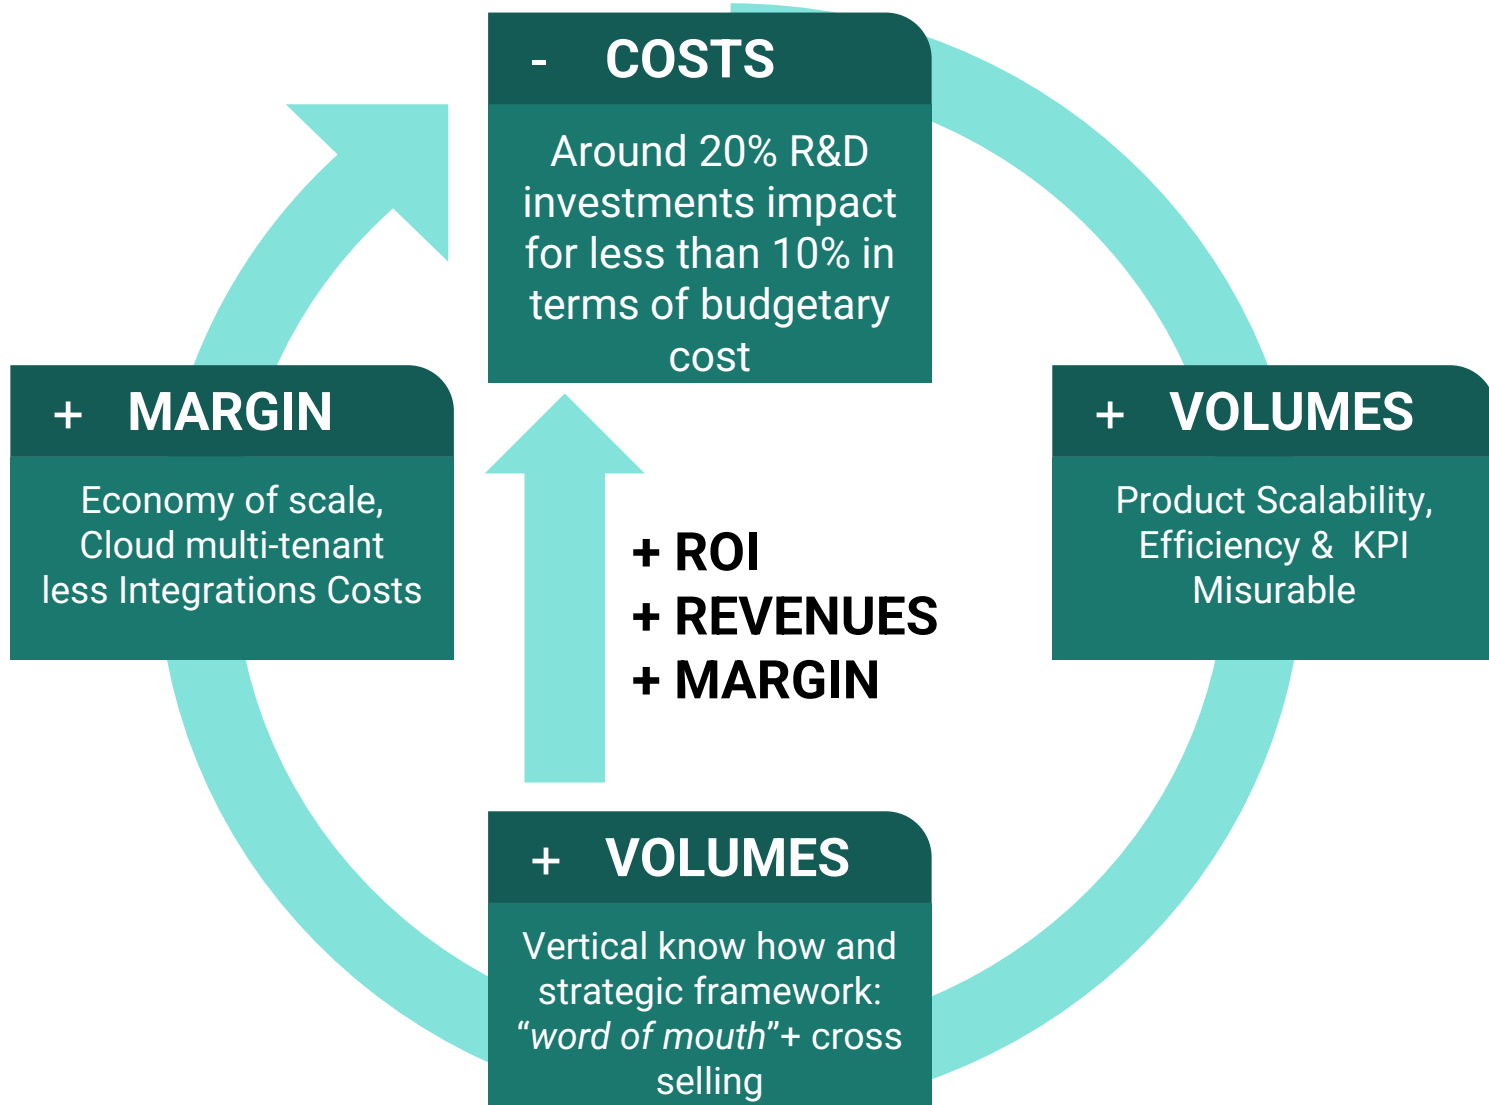 - COSTS
Around 20% R&D
investments impact
for less than 10% in
terms of budgetary
cost
+ MARGIN
Economy of scale,
Cloud multi-tenant
less Integrations Costs
+ VOLUMES
Product Scalability,
Efficiency & KPI
Misurable
+ ROI
+ REVENUES
+ MARGIN
+ VOLUMES
Vertical know how and
strategic framework:
“word of mouth”+ cross
selling